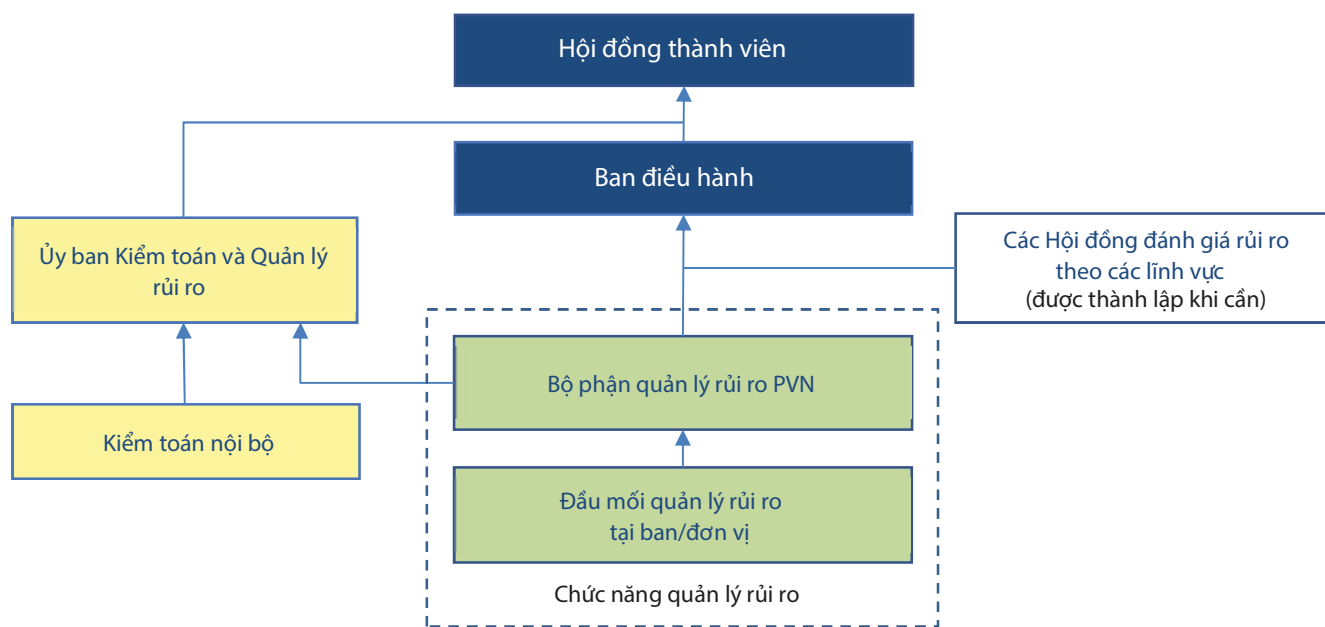 Hội đồng thành viên
Ban điều hành
Ủy ban Kiểm toán và Quản lý
rủi ro
Các Hội đồng đánh giá rủi ro
theo các lĩnh vực
(được thành lập khi cần)
Bộ phận quản lý rủi ro PVN
Kiểm toán nội bộ
Đầu mối quản lý rủi ro
tại ban/đơn vị
Chức năng quản lý rủi ro